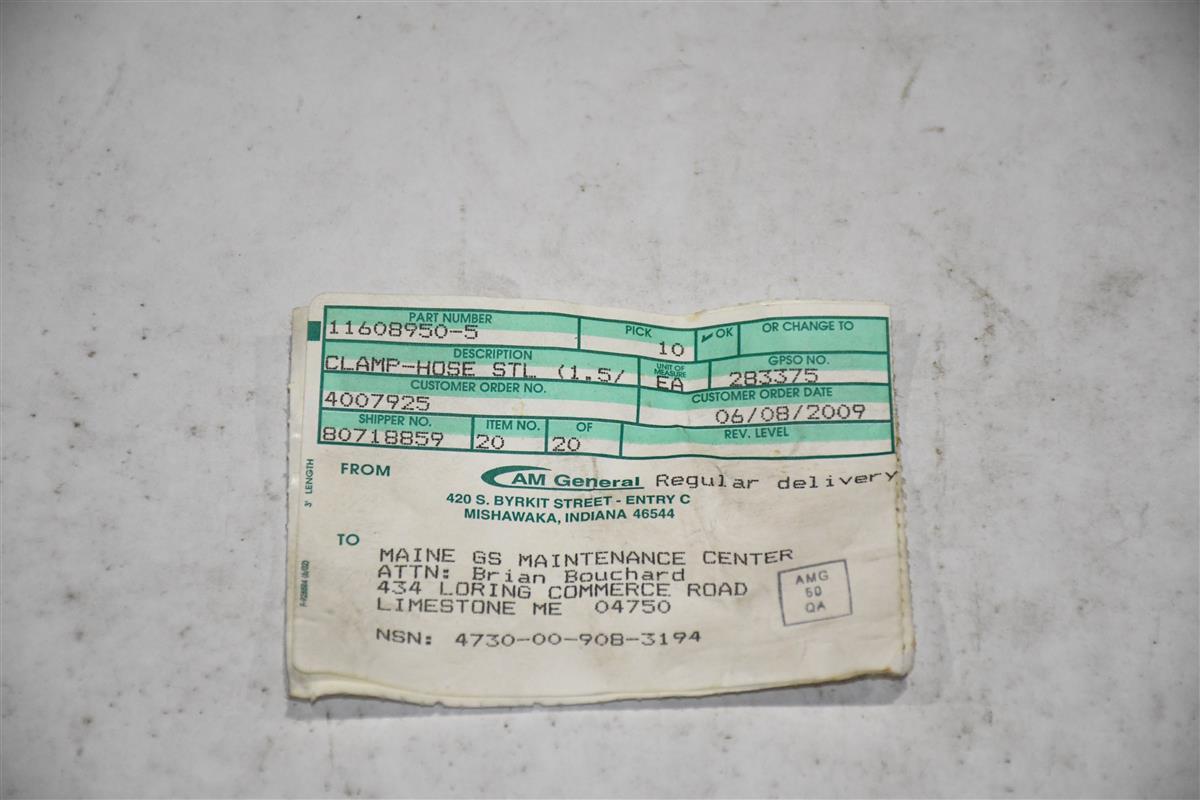 PART NUMBER PICK OK OR CHANGE TO
11608950-5 10
DESCRIPTION UNIT OF MEASURE GPSO NO.
CLAMP-HOSE STL (1.5/ EA 283375
CUSTOMER ORDER NO. CUSTOMER ORDER DATE
4007925 06/08/2009
SHIPPER NO. ITEM NO. OF REV. LEVEL
80718859 20 20
FROM AM General Regular delivery
420 S. BYRKIT STREET - ENTRY C
MISHAWAKA, INDIANA 46544
TO
MAINE GS MAINTENANCE CENTER
ATTN: Brian Bouchard
434 LORING COMMERCE ROAD
LIMESTONE ME 04750
NSN: 4730-00-908-3194
AMG
60
QA
3" LENGTH